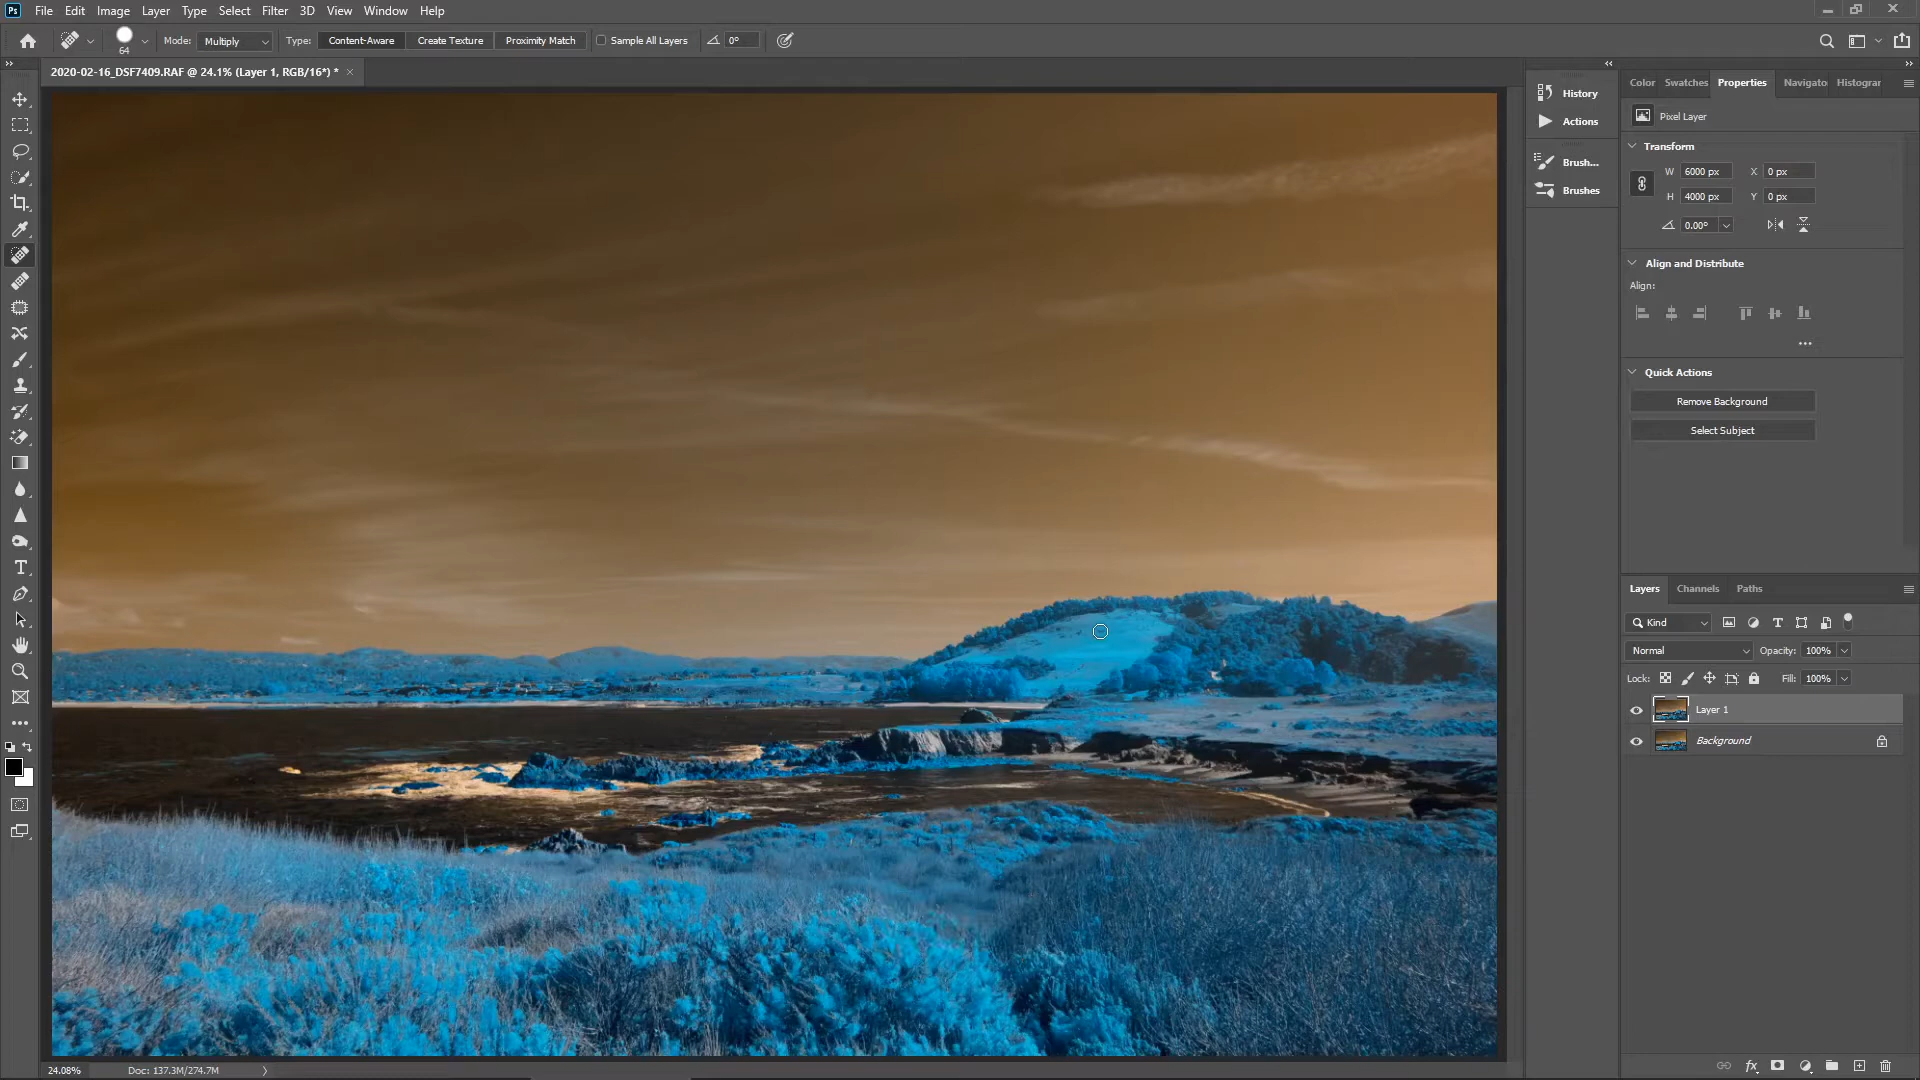 Ps File Edit Image Layer Type Select Filter 3D View Window Help
64 Mode: Multiply Type: Content-Aware Create Texture Proximity Match Sample All Layers 0°
2020-02-16_DSF7409.RAF @ 24.1% (Layer 1, RGB/16*) *
History
Actions
Brush...
Brushes
Color Swatches Properties Navigato Histogran
Pixel Layer
Transform
W 6000 px X 0 px
H 4000 px Y 0 px
0.00°
Align and Distribute
Align:
Quick Actions
Remove Background
Select Subject
Layers Channels Paths
Kind
Normal Opacity: 100%
Lock: Fill: 100%
Layer 1
Background
24.08% Doc: 137.3M/274.7M